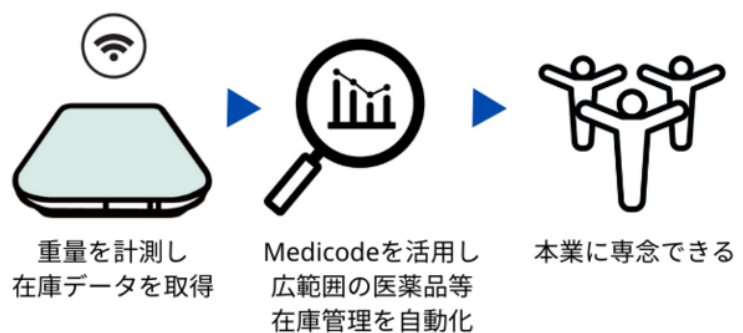 重量を計測し
在庫データを取得
Medicodeを活用し
広範囲の医薬品等
在庫管理を自動化
本業に専念できる